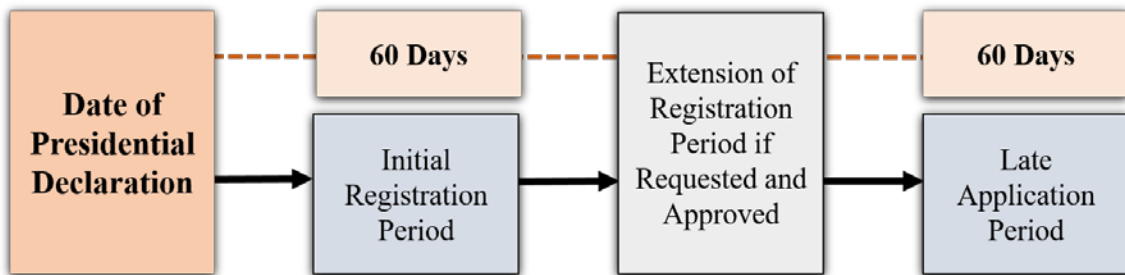 Date of
Presidential
Declaration
60 Days
Initial
Registration
Period
Extension of
Registration
Period if
Requested and
Approved
60 Days
Late
Application
Period